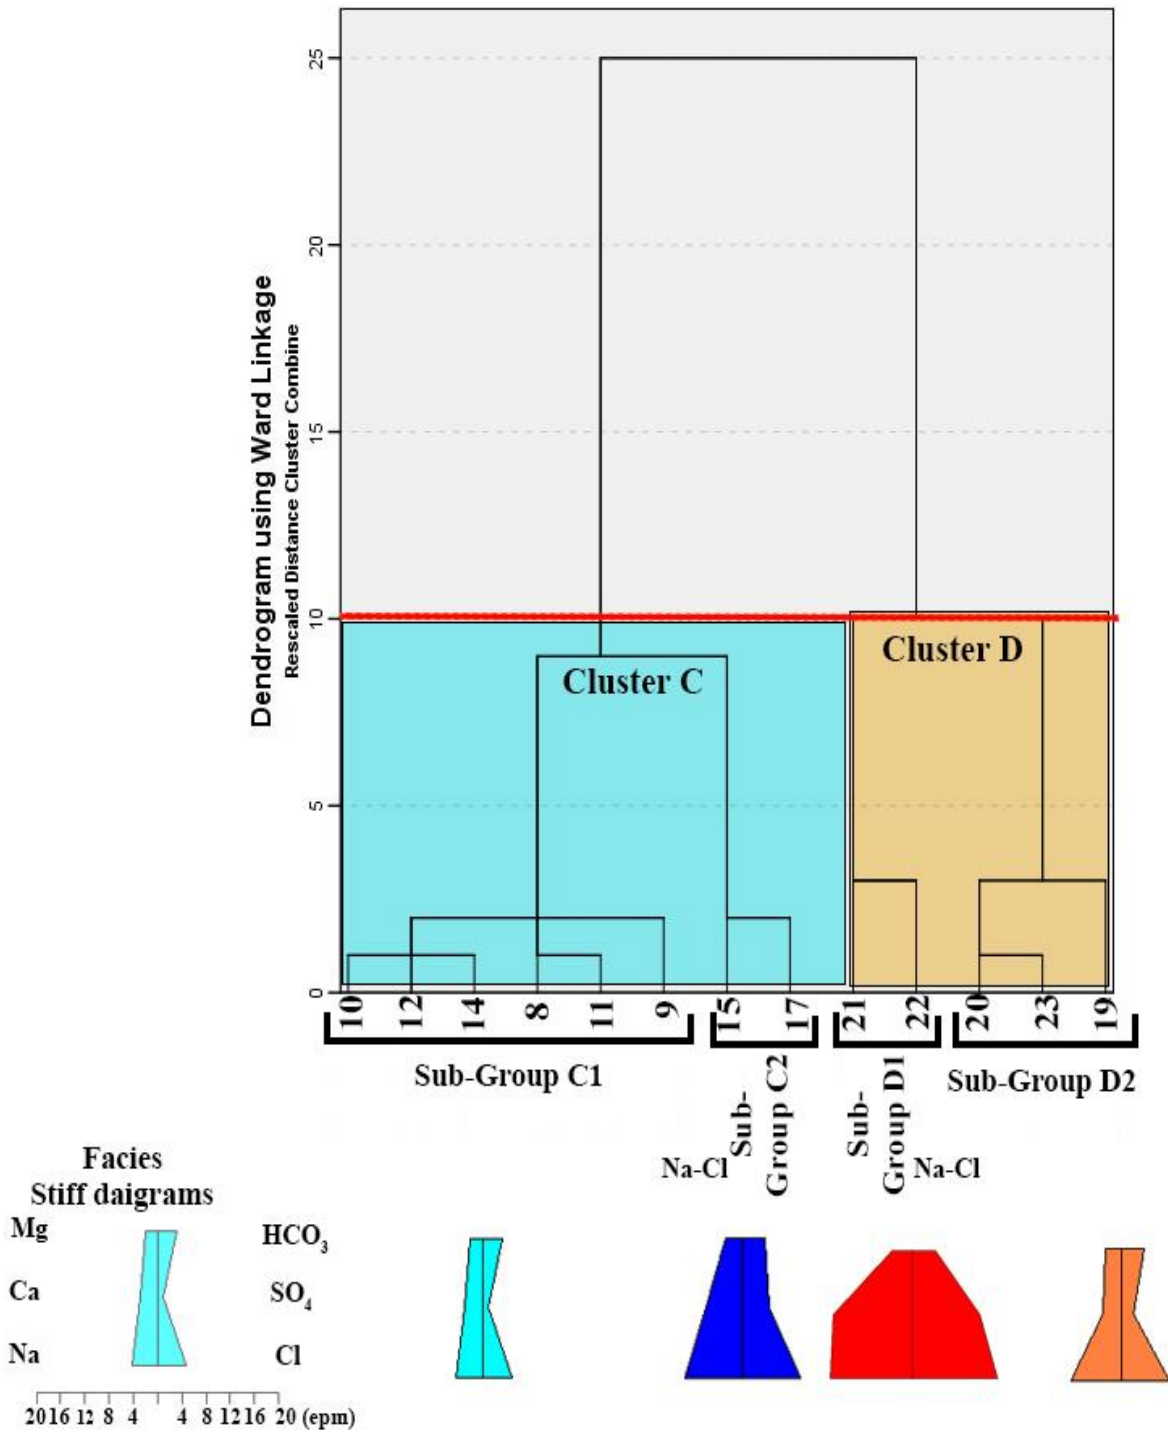 Dendrogram using Ward Linkage
Rescaled Distance Cluster Combine
25
20
15
10
5
0
Cluster C
Cluster D
10 12 14 8 11 9 15 17 21 22 20 23 19
Sub-Group C1
Sub-
Group C2
Sub-
Group D1
Sub-Group D2
Na-Cl
Na-Cl
Facies
Stiff daigrams
Mg HCO3
Ca SO4
Na Cl
20 16 12 8 4 4 8 12 16 20 (epm)